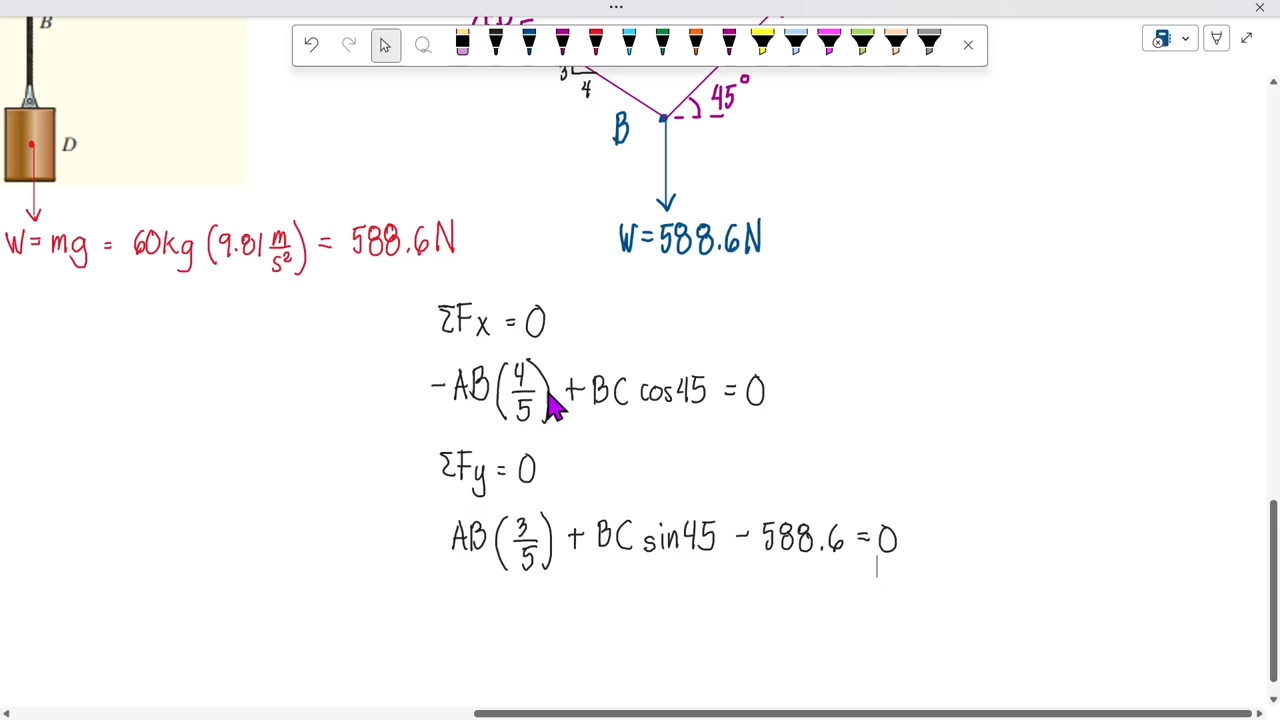 B
D
3
4
45°
B
W = 588.6N
W = mg = 60kg (9.81 m/s²) = 588.6N
ΣFx = 0
- AB (4/5) + BC cos45 = 0
ΣFy = 0
AB (3/5) + BC sin45 - 588.6 = 0